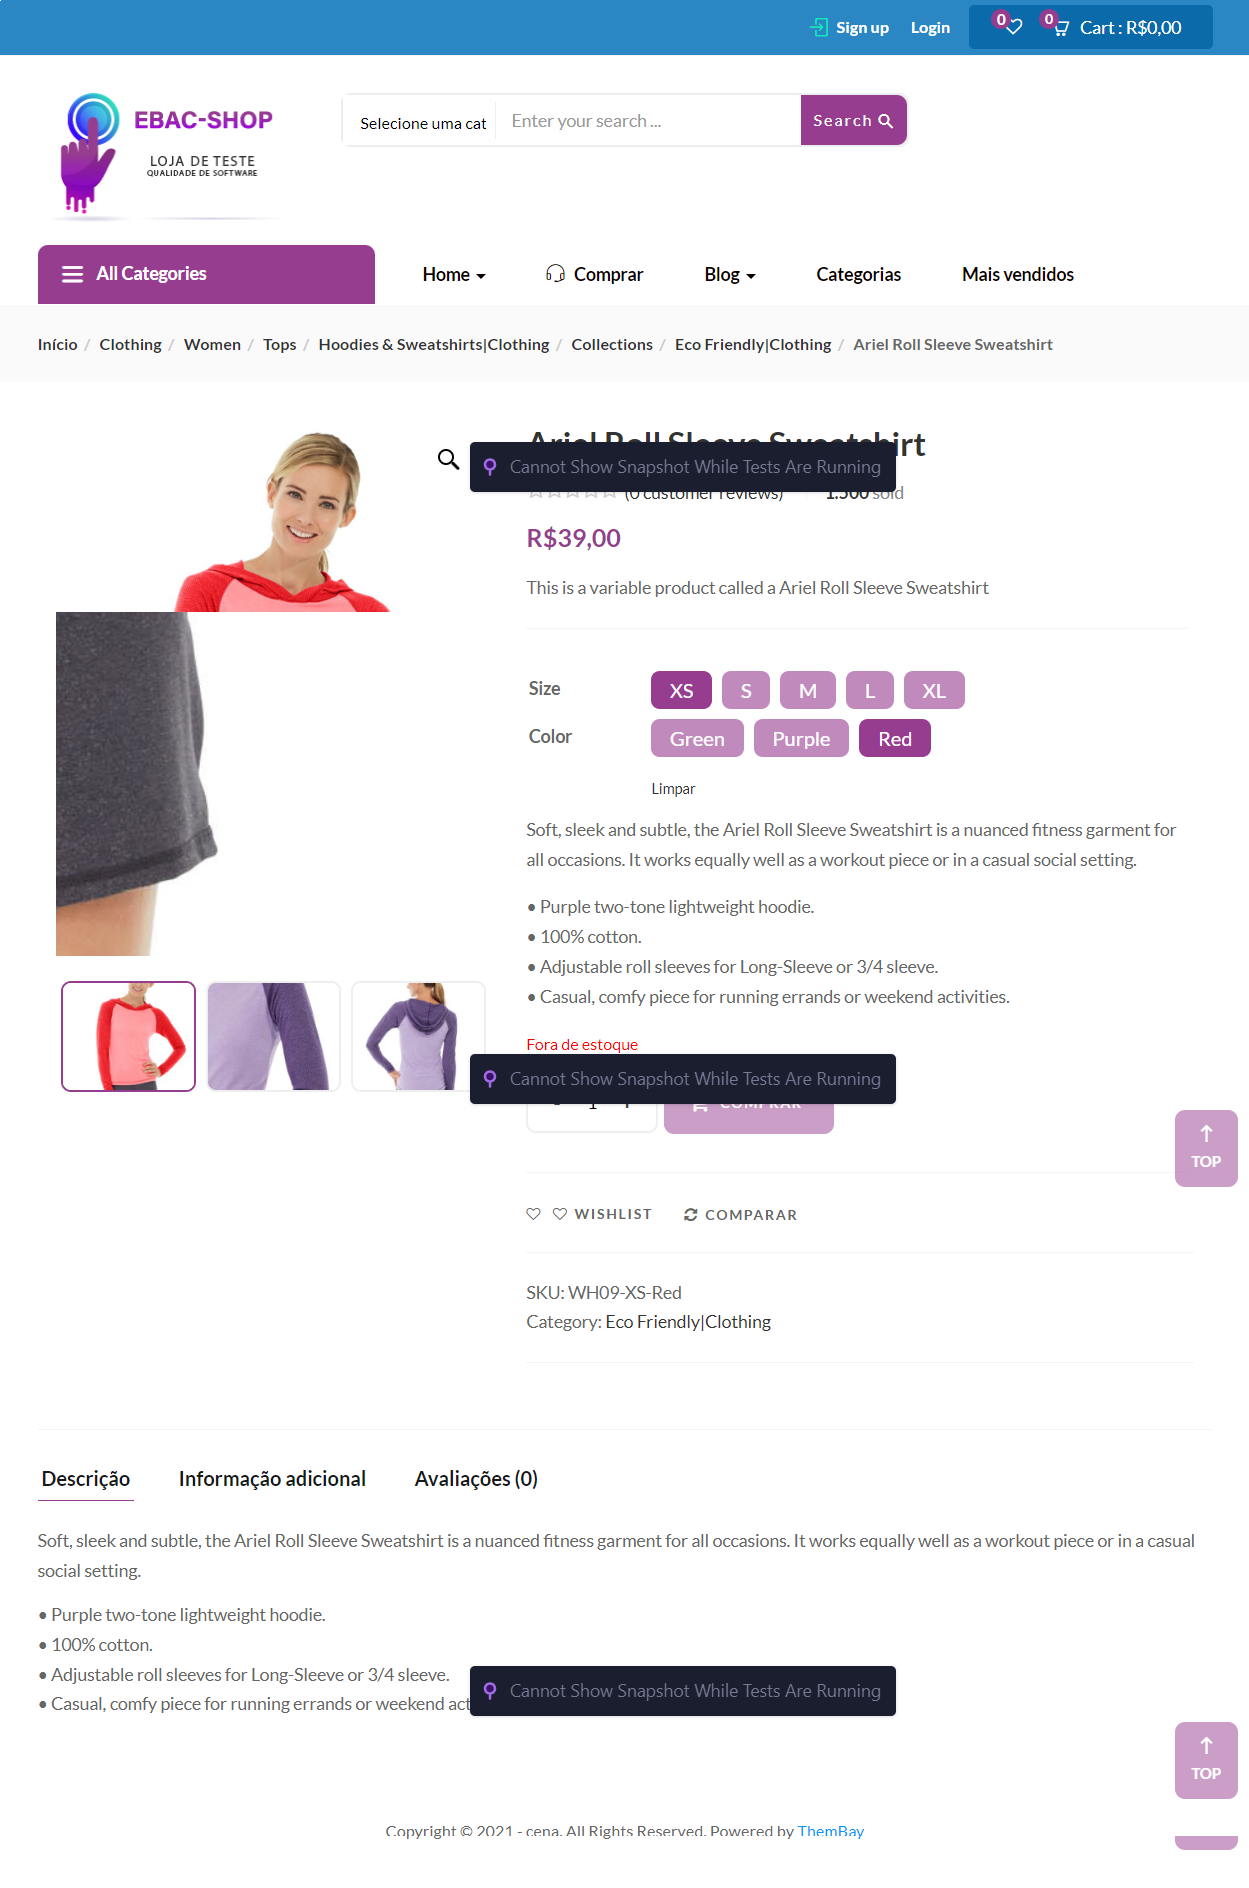 Sign up
Login
0
0
Cart : R$0,00
EBAC-SHOP
LOJA DE TESTE
QUALIDADE DE SOFTWARE
Selecione uma cat
Enter your search ...
Search
All Categories
Home
Comprar
Blog
Categorias
Mais vendidos
Início / Clothing / Women / Tops / Hoodies & Sweatshirts|Clothing / Collections / Eco Friendly|Clothing / Ariel Roll Sleeve Sweatshirt
Ariel Roll Sleeve Sweatshirt
Cannot Show Snapshot While Tests Are Running
(0 customer reviews)
1.500 sold
R$39,00
This is a variable product called a Ariel Roll Sleeve Sweatshirt
Size
XS
S
M
L
XL
Color
Green
Purple
Red
Limpar
Soft, sleek and subtle, the Ariel Roll Sleeve Sweatshirt is a nuanced fitness garment for
all occasions. It works equally well as a workout piece or in a casual social setting.
• Purple two-tone lightweight hoodie.
• 100% cotton.
• Adjustable roll sleeves for Long-Sleeve or 3/4 sleeve.
• Casual, comfy piece for running errands or weekend activities.
Fora de estoque
Cannot Show Snapshot While Tests Are Running
1
COMPRAR
TOP
WISHLIST
COMPARAR
SKU: WH09-XS-Red
Category: Eco Friendly|Clothing
Descrição
Informação adicional
Avaliações (0)
Soft, sleek and subtle, the Ariel Roll Sleeve Sweatshirt is a nuanced fitness garment for all occasions. It works equally well as a workout piece or in a casual
social setting.
• Purple two-tone lightweight hoodie.
• 100% cotton.
• Adjustable roll sleeves for Long-Sleeve or 3/4 sleeve.
• Casual, comfy piece for running errands or weekend act
Cannot Show Snapshot While Tests Are Running
TOP
Copyright © 2021 - cena. All Rights Reserved. Powered by ThemBay